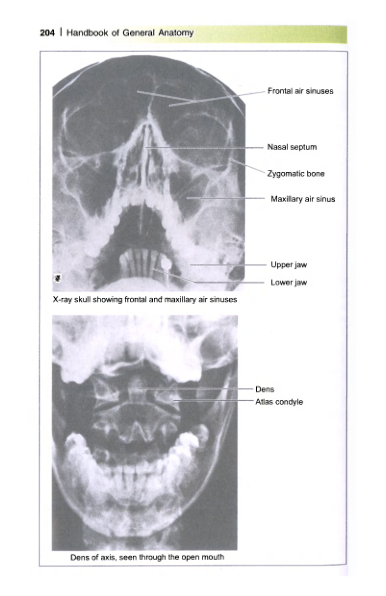 204 | Handbook of General Anatomy
Frontal air sinuses
Nasal septum
Zygomatic bone
Maxillary air sinus
Upper jaw
Lower jaw
X-ray skull showing frontal and maxillary air sinuses
Dens
Atlas condyle
Dens of axis, seen through the open mouth